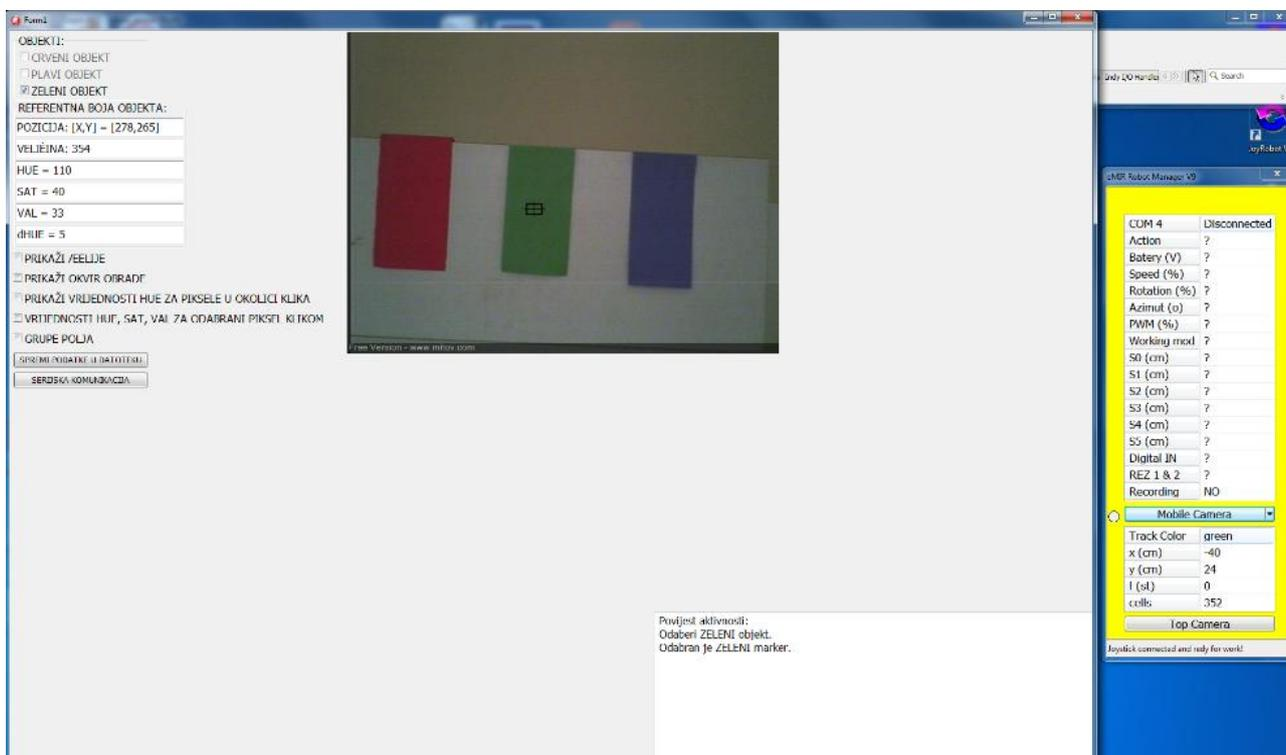 Form1
OBJEKTI:
CRVENI OBJEKT
PLAVI OBJEKT
ZELENI OBJEKT
REFERENTNA BOJA OBJEKTA:
POZICIJA: [X,Y] = [278,265]
VELIČINA: 354
HUE = 110
SAT = 40
VAL = 33
dHUE = 5
PRIKAŽI
PRIKAŽI OKVIR OBRADE
PRIKAŽI VRIJEDNOSTI HUE ZA PIKSELE U OKOLICI KLIKA
VRIJEDNOSTI HUE, SAT, VAL ZA ODABRANI PIKSEL KLIKOM
GRUPE POLJA
SPREMI PODATKE U DATOTEKU
SERIJSKA KOMUNIKACIJA
Free Version - www.mitov.com
Povijest aktivnosti:
Odaberi ZELENI objekt.
Odabran je ZELENI marker.
Indy I/O Handler
Search
JoyRobot
eMIR Robot Manager V9
COM 4 Disconnected
Action ?
Batery (V) ?
Speed (%) ?
Rotation (%) ?
Azimut (o) ?
PWM (%) ?
Working mod ?
S0 (cm) ?
S1 (cm) ?
S2 (cm) ?
S3 (cm) ?
S4 (cm) ?
S5 (cm) ?
Digital IN ?
REZ 1 & 2 ?
Recording NO
Mobile Camera
Track Color green
x (cm) -40
y (cm) 24
l (st) 0
cells 352
Top Camera
Joystick connected and redy for work!